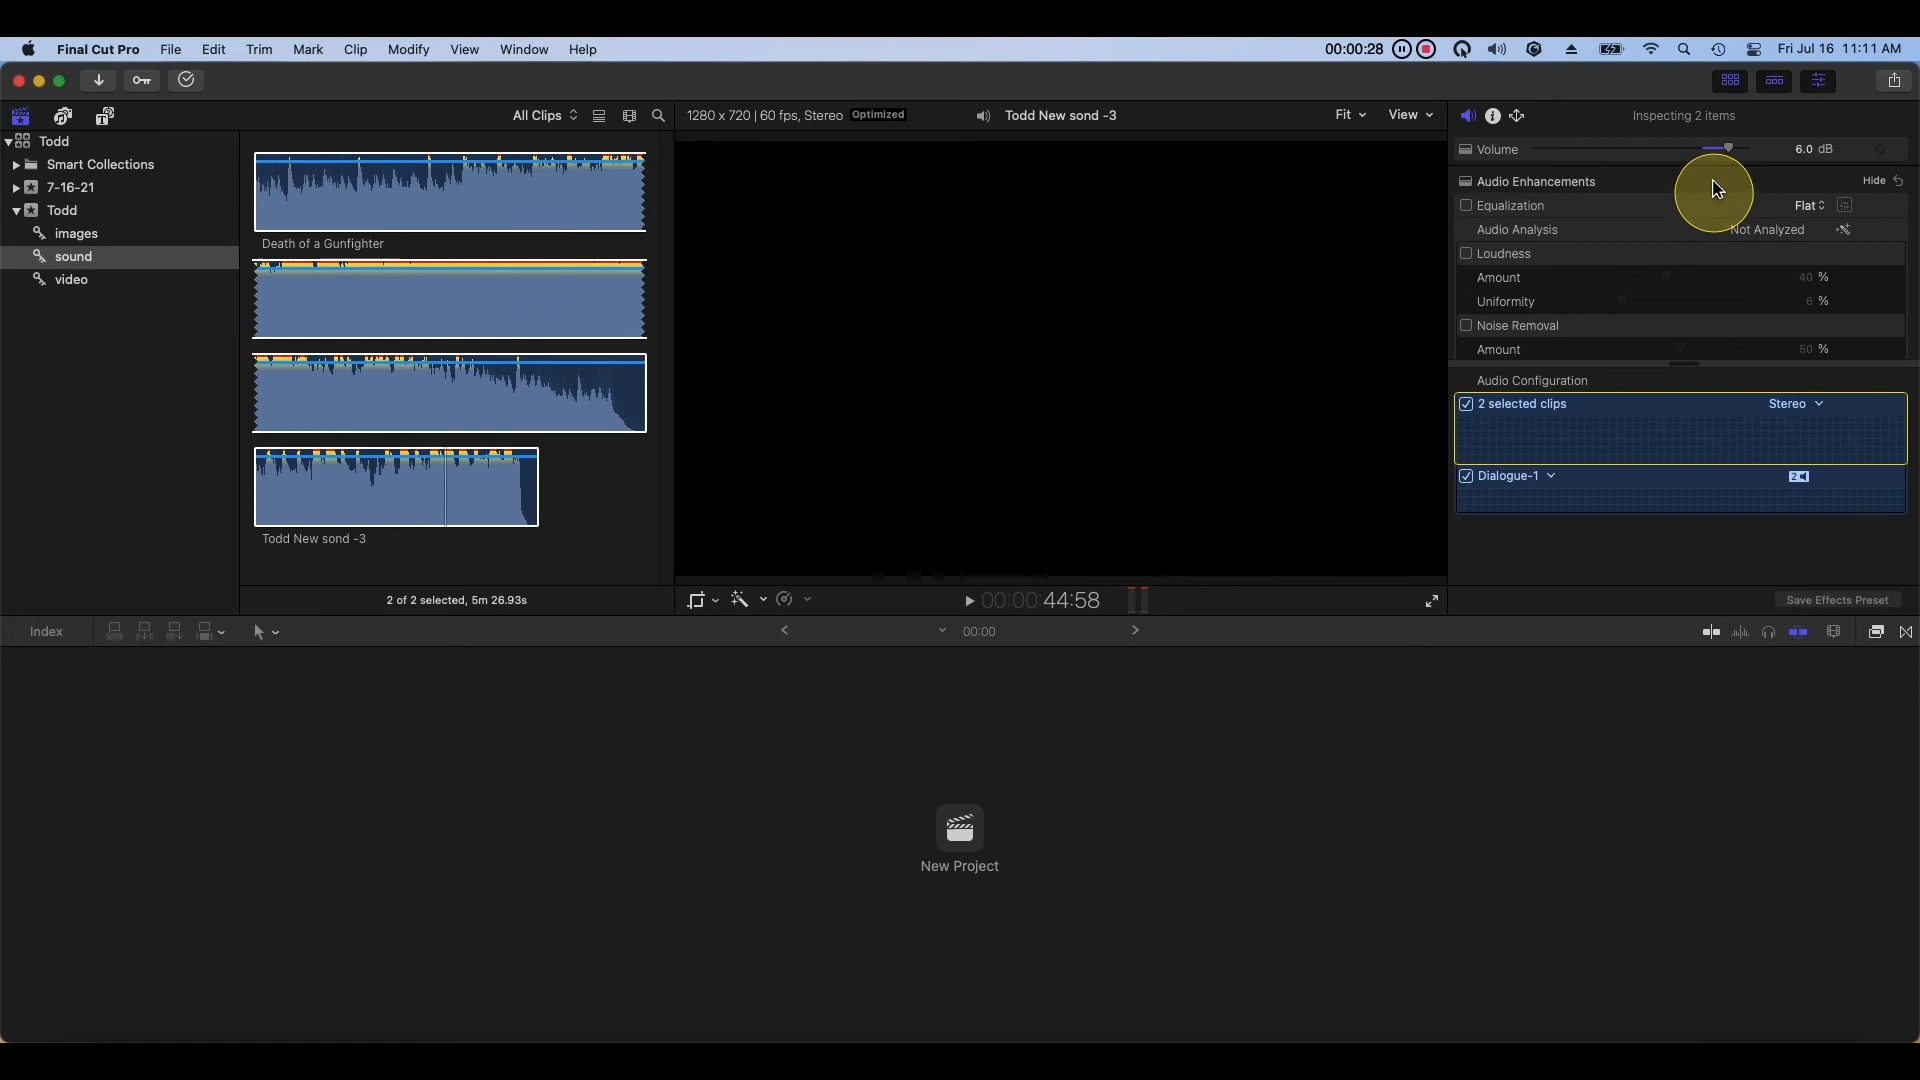 Final Cut Pro File Edit Trim Mark Clip Modify View Window Help 00:00:28 Fri Jul 16 11:11 AM
All Clips 1280 x 720 | 60 fps, Stereo Optimized Todd New sond -3 Fit View Inspecting 2 items
Todd
Smart Collections
7-16-21
Todd
images
sound
video
Death of a Gunfighter
Todd New sond -3
2 of 2 selected, 5m 26.93s
00:00:44:58
Volume 6.0 dB
Audio Enhancements Hide
Equalization Flat
Audio Analysis Not Analyzed
Loudness
Amount 40 %
Uniformity 6 %
Noise Removal
Amount 50 %
Audio Configuration
2 selected clips Stereo
Dialogue-1 2
Save Effects Preset
Index 00:00
New Project